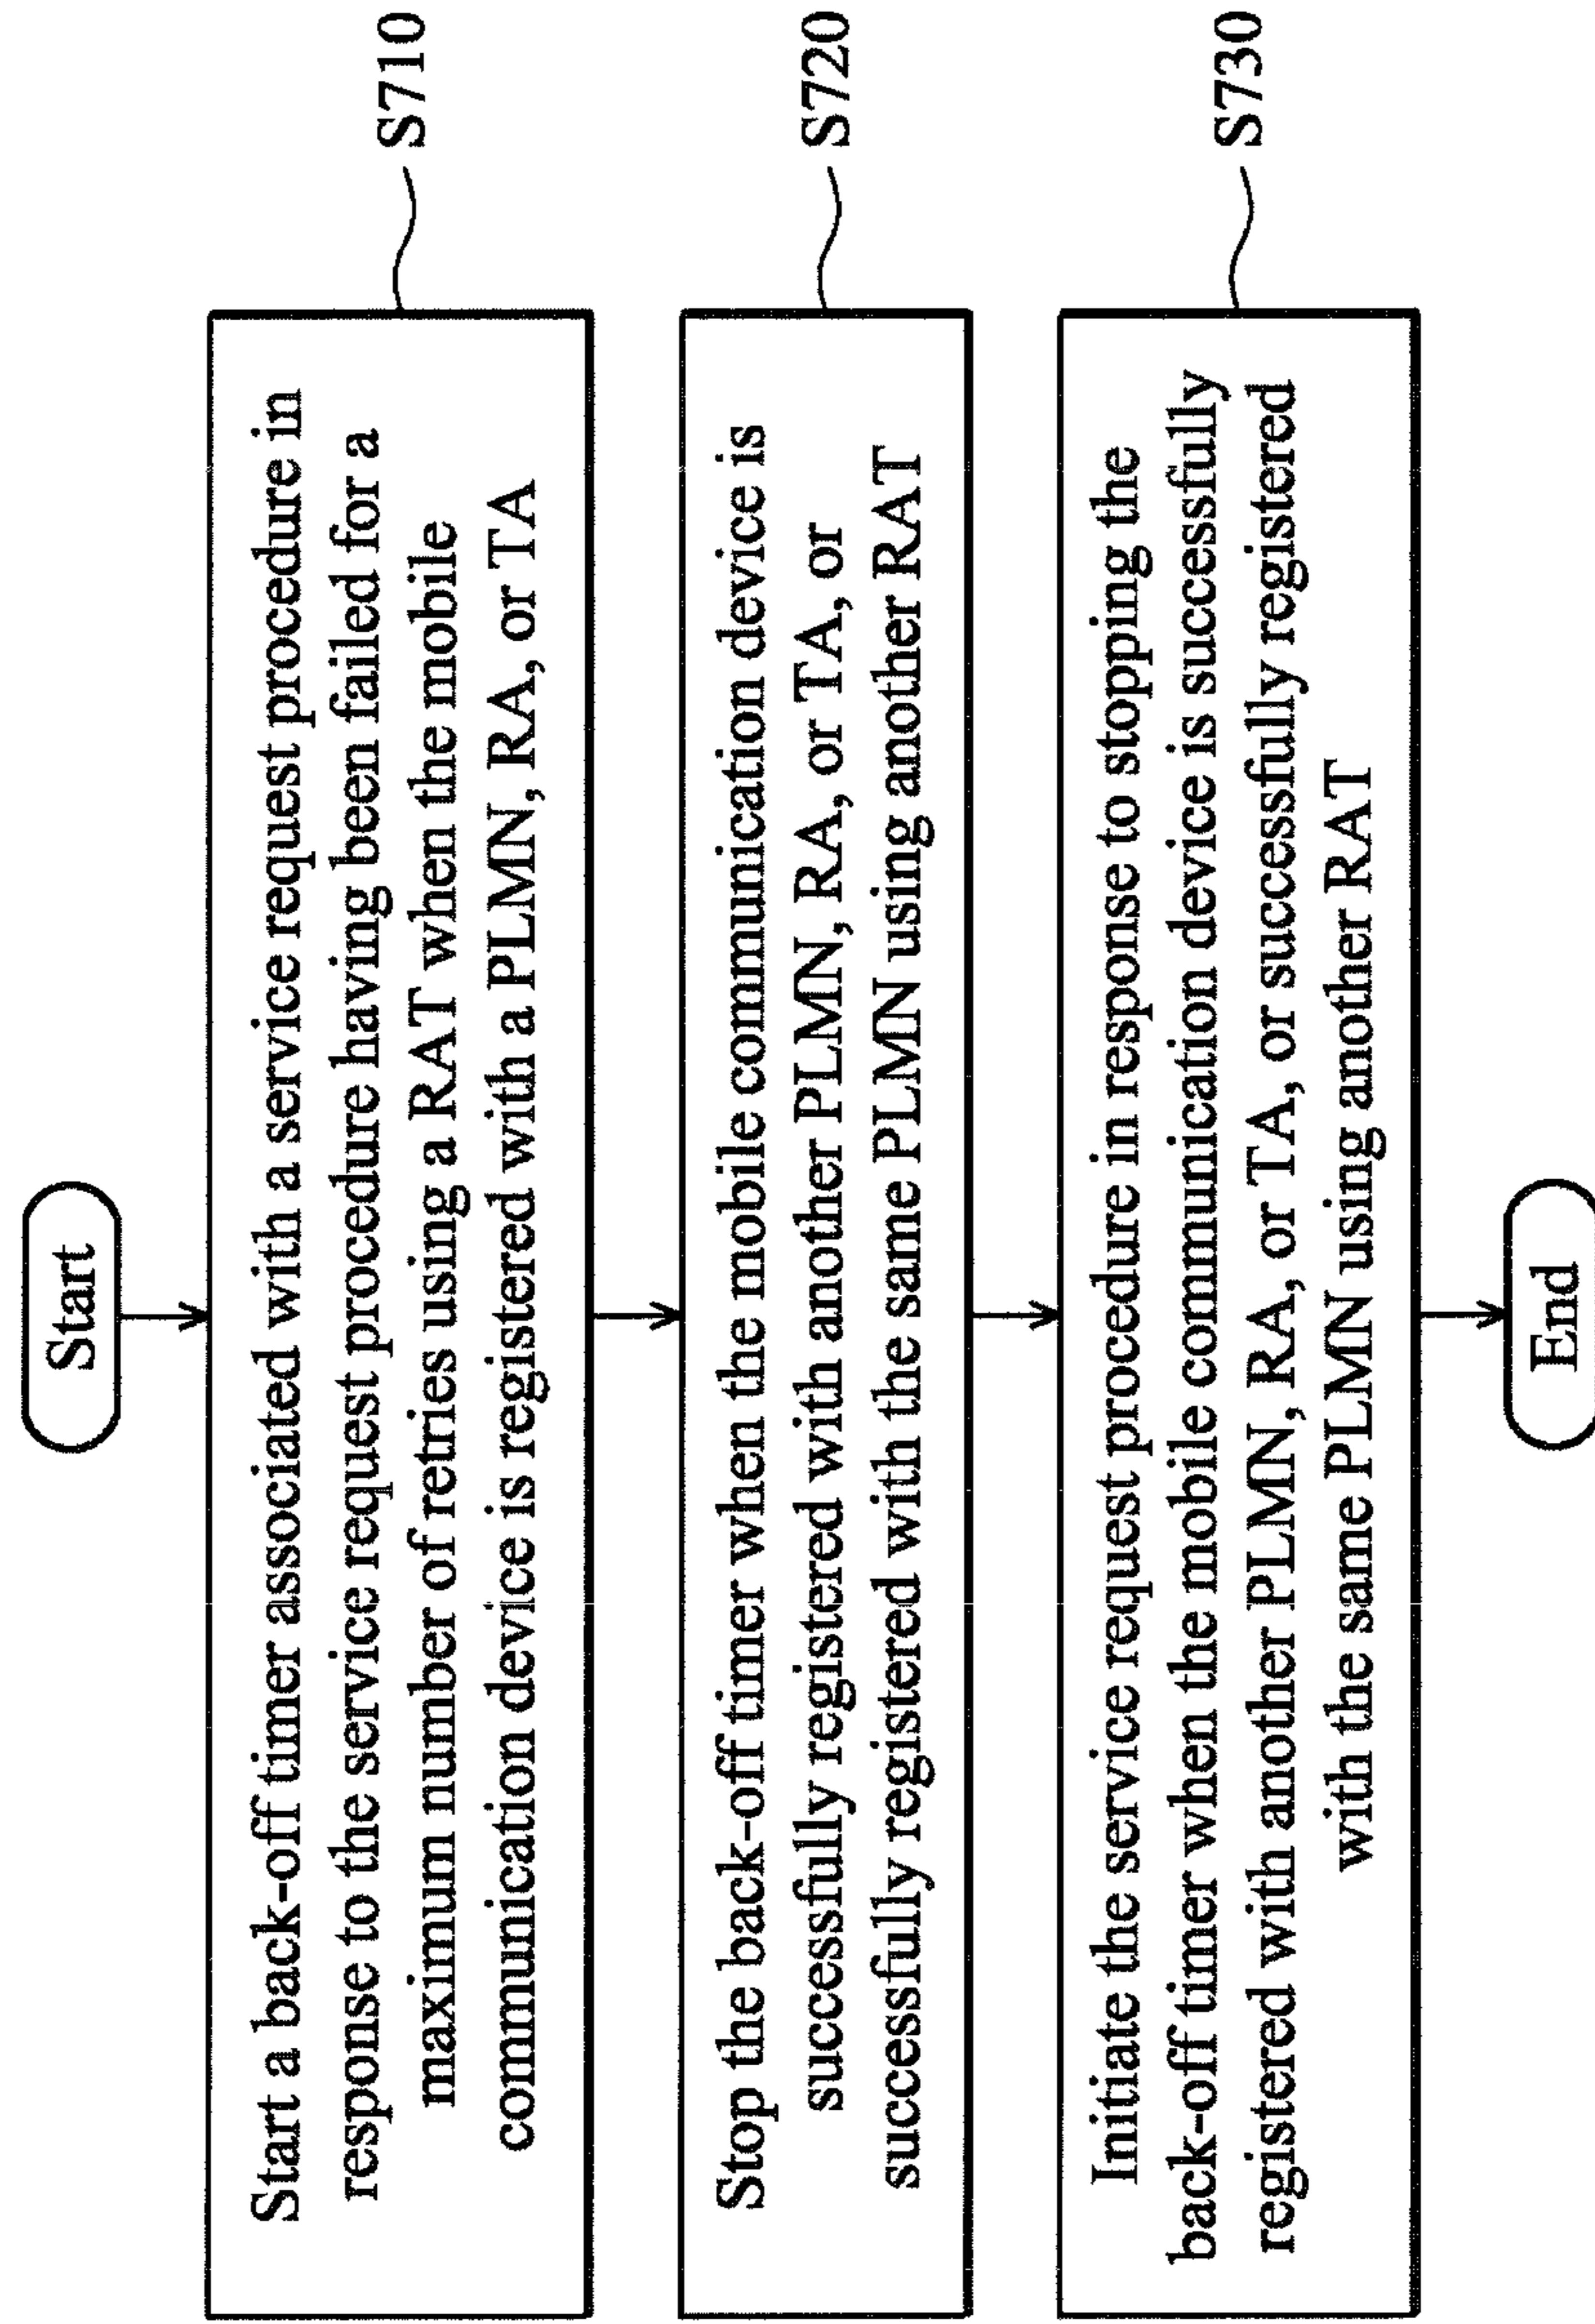 Start
Start a back-off timer associated with a service request procedure in
response to the service request procedure having been failed for a
maximum number of retries using a RAT when the mobile
communication device is registered with a PLMN, RA, or TA
S710
Stop the back-off timer when the mobile communication device is
successfully registered with another PLMN, RA, or TA, or
successfully registered with the same PLMN using another RAT
S720
Initiate the service request procedure in response to stopping the
back-off timer when the mobile communication device is successfully
registered with another PLMN, RA, or TA, or successfully registered
with the same PLMN using another RAT
S730
End